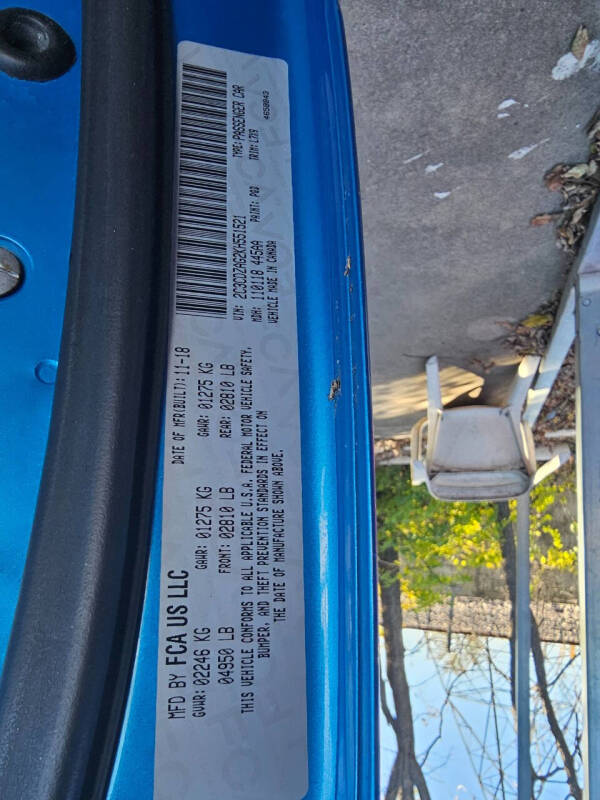 MFD BY FCA US LLC
DATE OF MFR(BUILT): 11-18
GVWR: 02246 KG GAWR: 01275 KG GAWR: 01275 KG
04950 LB FRONT: 02810 LB REAR: 02810 LB
THIS VEHICLE CONFORMS TO ALL APPLICABLE U.S.A. FEDERAL MOTOR VEHICLE SAFETY,
BUMPER, AND THEFT PREVENTION STANDARDS IN EFFECT ON
THE DATE OF MANUFACTURE SHOWN ABOVE.
VIN: 2C3CDZAG2KH551521 TYPE: PASSENGER CAR
MDH: 110118 445AA PAINT: PQD TRIM: L7X9
VEHICLE MADE IN CANADA 4650043